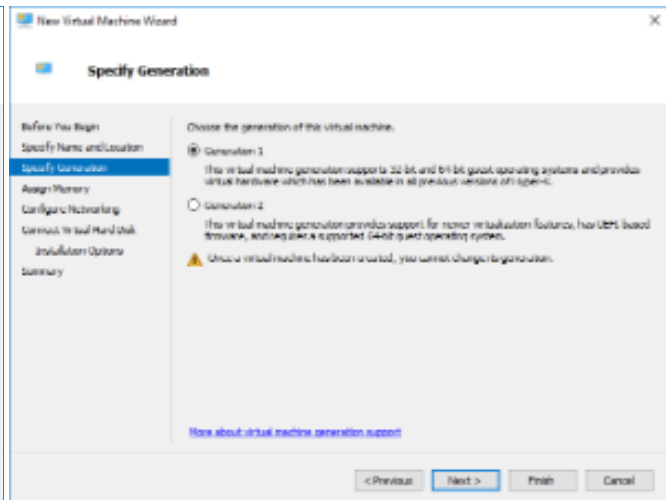 New Virtual Machine Wizard
Specify Generation
Before You Begin
Specify Name and Location
Specify Generation
Assign Memory
Configure Networking
Connect Virtual Hard Disk
Installation Options
Summary
Choose the generation of this virtual machine.
Generation 1
This virtual machine generation supports 32-bit and 64-bit guest operating systems and provides
virtual hardware which has been available in all previous versions of Hyper-V.
Generation 2
This virtual machine generation provides support for newer virtualization features, has UEFI-based
firmware, and requires a supported 64-bit guest operating system.
Once a virtual machine has been created, you cannot change its generation.
More about virtual machine generation support
< Previous
Next >
Finish
Cancel